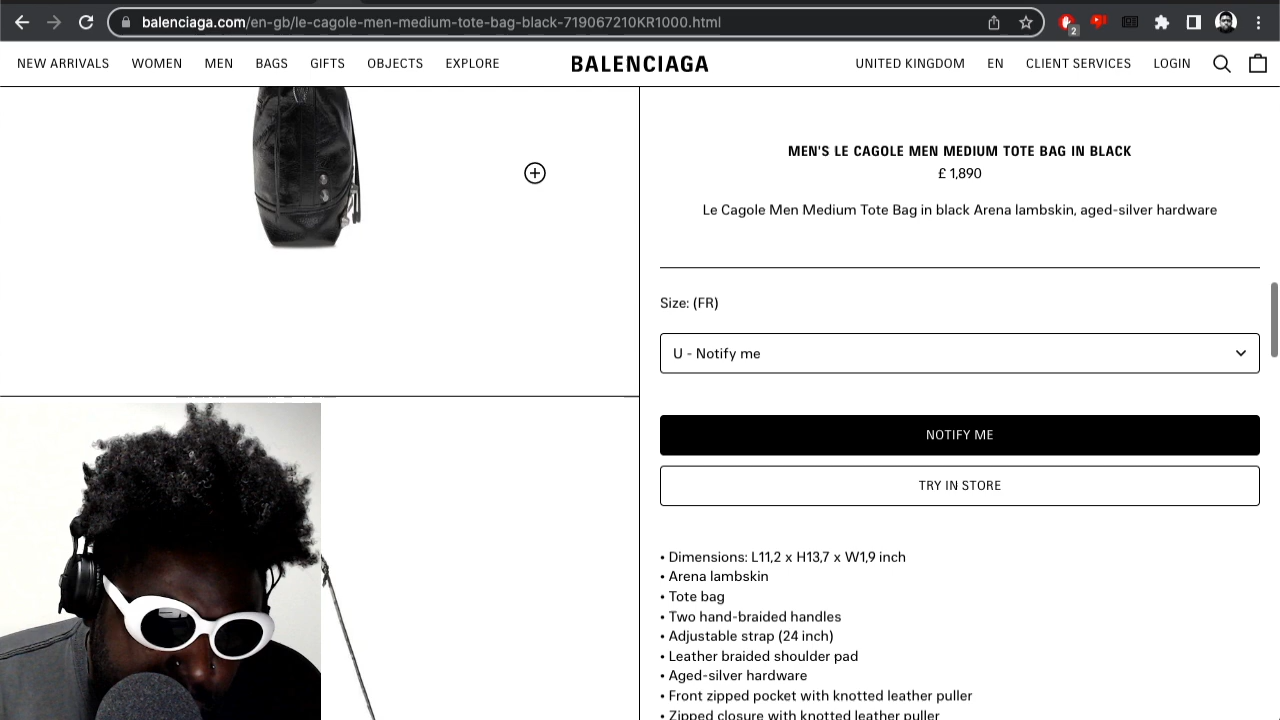 balenciaga.com/en-gb/le-cagole-men-medium-tote-bag-black-719067210KR1000.html
2
NEW ARRIVALS WOMEN MEN BAGS GIFTS OBJECTS EXPLORE BALENCIAGA UNITED KINGDOM EN CLIENT SERVICES LOGIN
MEN'S LE CAGOLE MEN MEDIUM TOTE BAG IN BLACK
£ 1,890
Le Cagole Men Medium Tote Bag in black Arena lambskin, aged-silver hardware
Size: (FR)
U - Notify me
NOTIFY ME
TRY IN STORE
• Dimensions: L11,2 x H13,7 x W1,9 inch
• Arena lambskin
• Tote bag
• Two hand-braided handles
• Adjustable strap (24 inch)
• Leather braided shoulder pad
• Aged-silver hardware
• Front zipped pocket with knotted leather puller
• Zipped closure with knotted leather puller